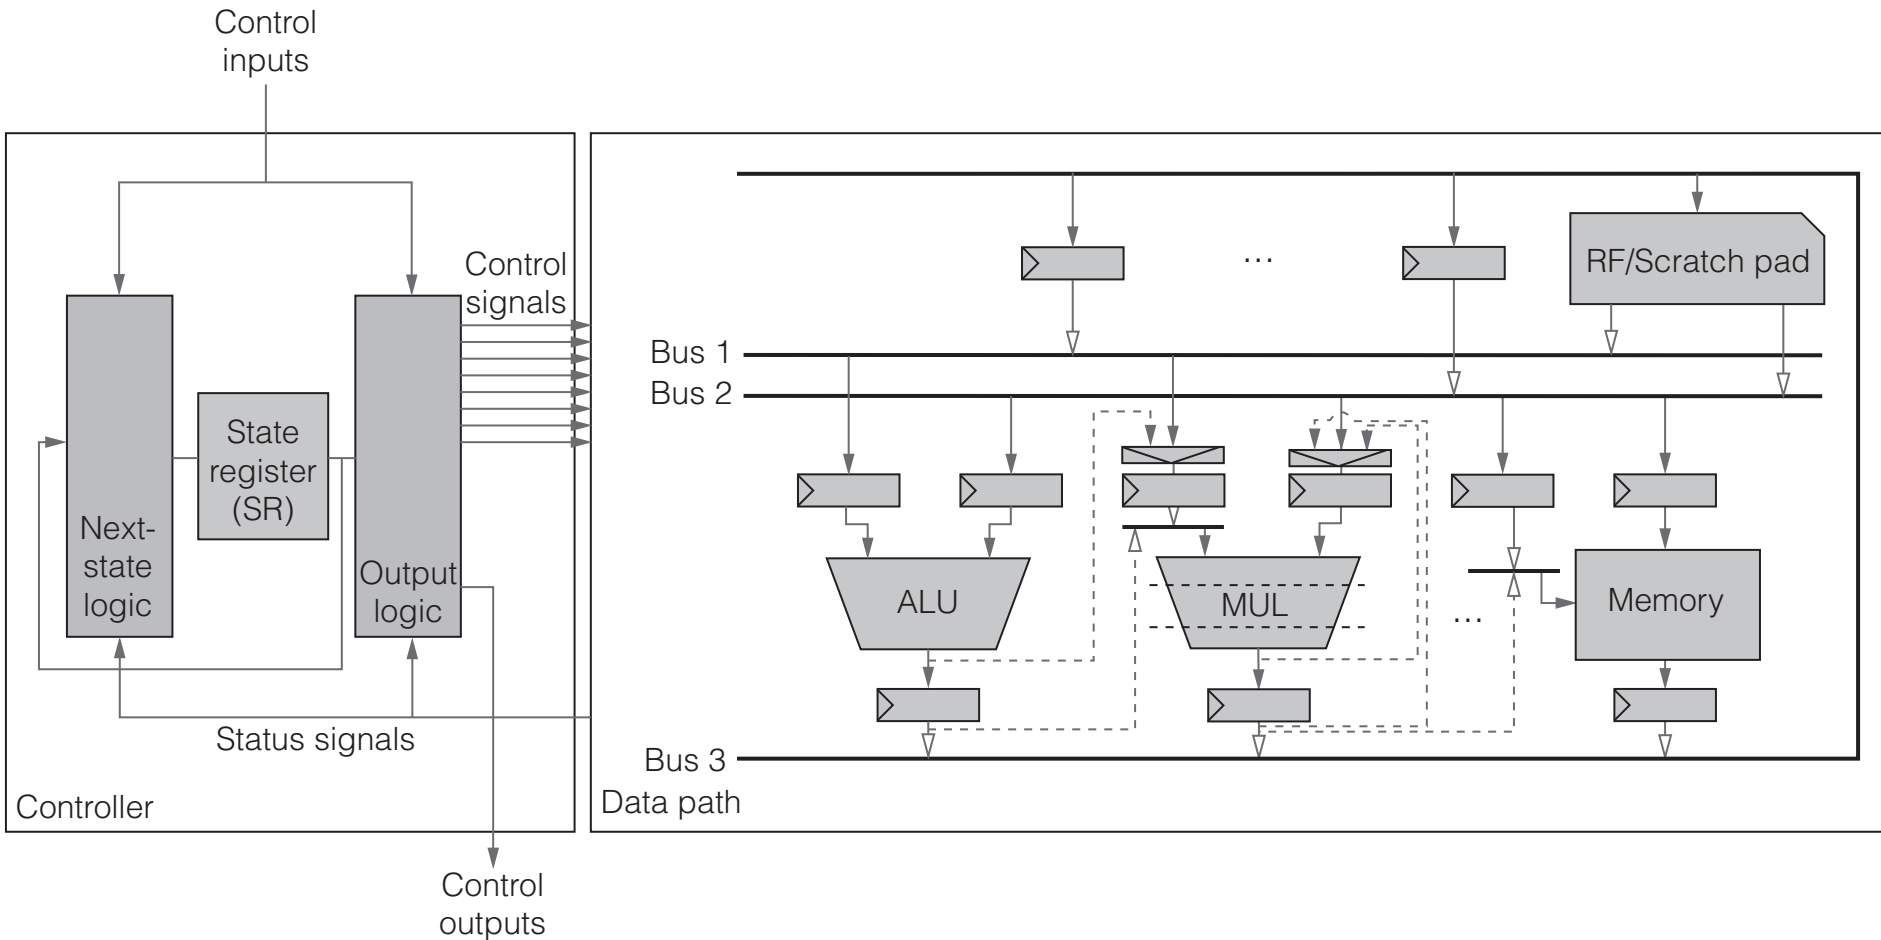 Control
inputs
Control
signals
RF/Scratch pad
...
Bus 1
Bus 2
State
register
(SR)
Next-
state
logic
Output
logic
ALU
MUL
...
Memory
Status signals
Bus 3
Controller
Data path
Control
outputs